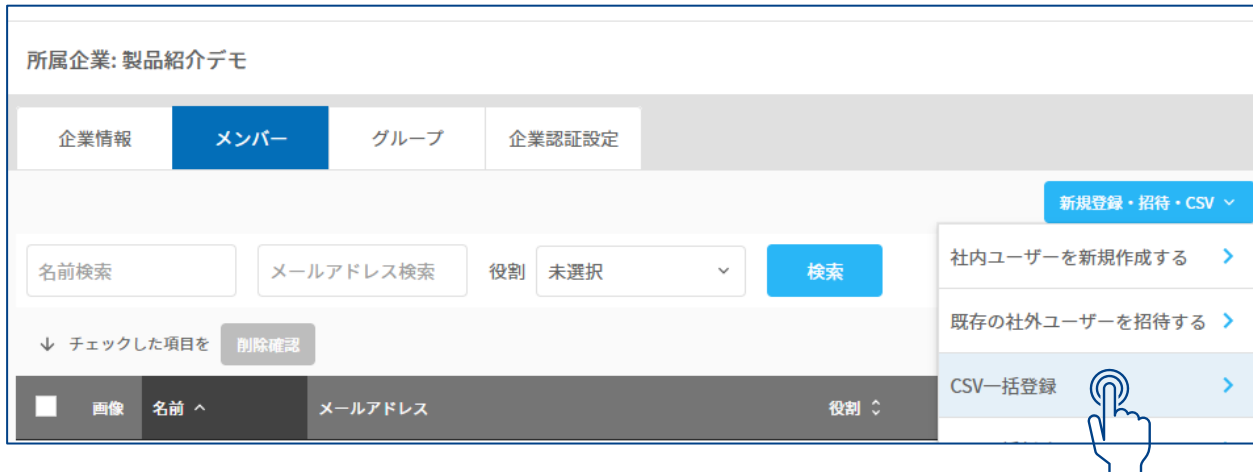 所属企業: 製品紹介デモ
企業情報 メンバー グループ 企業認証設定
新規登録・招待・CSV
名前検索 メールアドレス検索 役割 未選択 検索
社内ユーザーを新規作成する
既存の社外ユーザーを招待する
チェックした項目を 削除確認
CSV一括登録
画像 名前 メールアドレス 役割